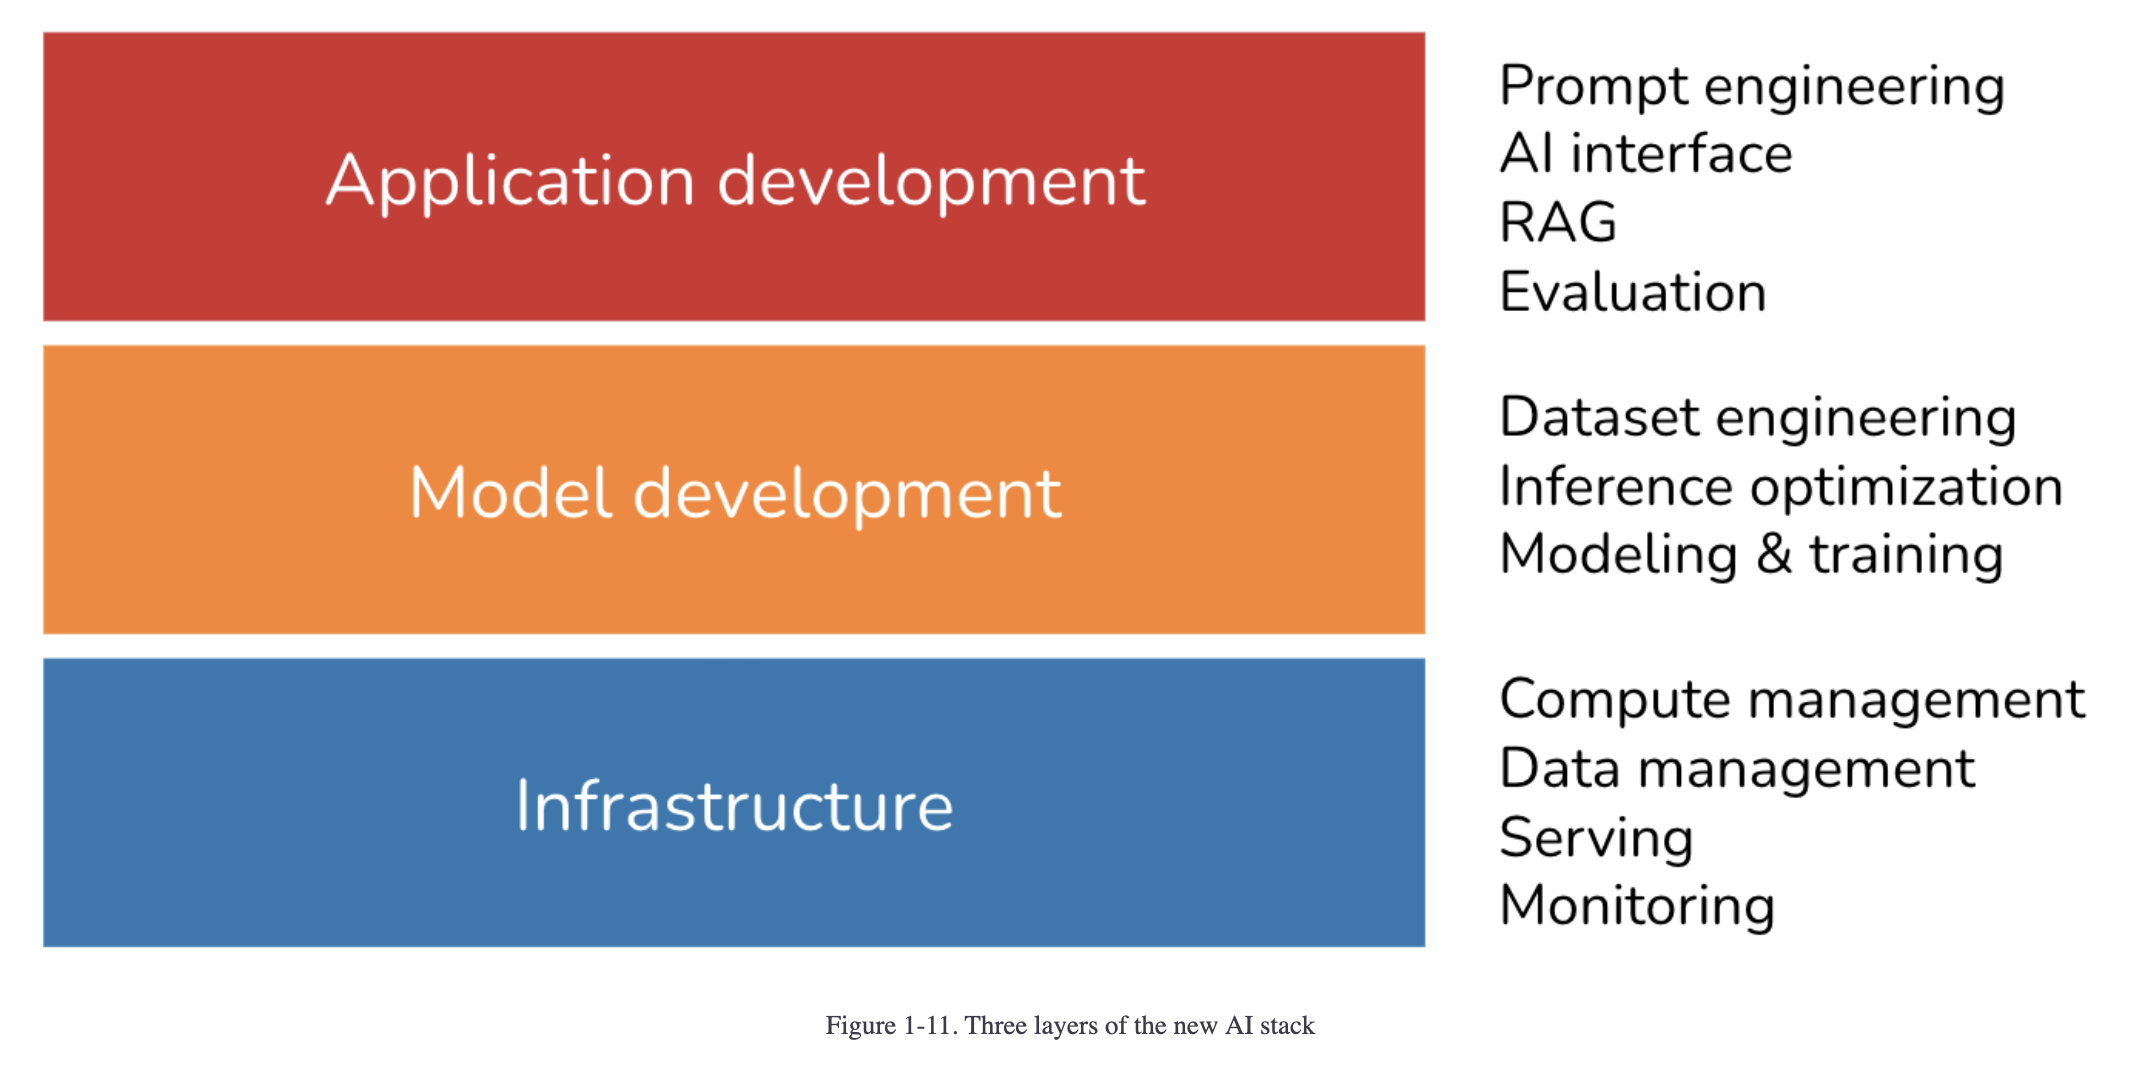 Application development
Prompt engineering
AI interface
RAG
Evaluation
Model development
Dataset engineering
Inference optimization
Modeling & training
Infrastructure
Compute management
Data management
Serving
Monitoring
Figure 1-11. Three layers of the new AI stack